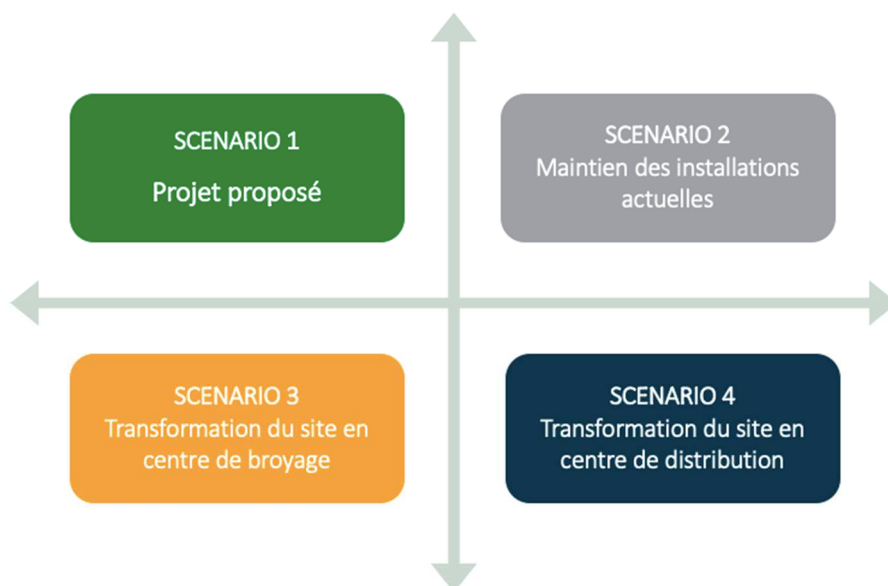 SCENARIO 1
Projet proposé
SCENARIO 2
Maintien des installations
actuelles
SCENARIO 3
Transformation du site en
centre de broyage
SCENARIO 4
Transformation du site en
centre de distribution